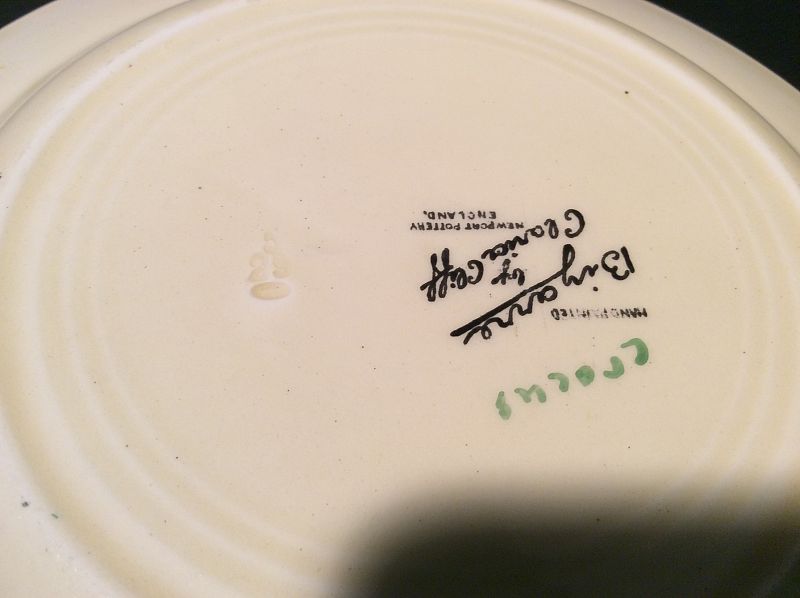 CROCUS
HAND PAINTED
Bizarre
by
Clarice Cliff
NEWPORT POTTERY
ENGLAND.